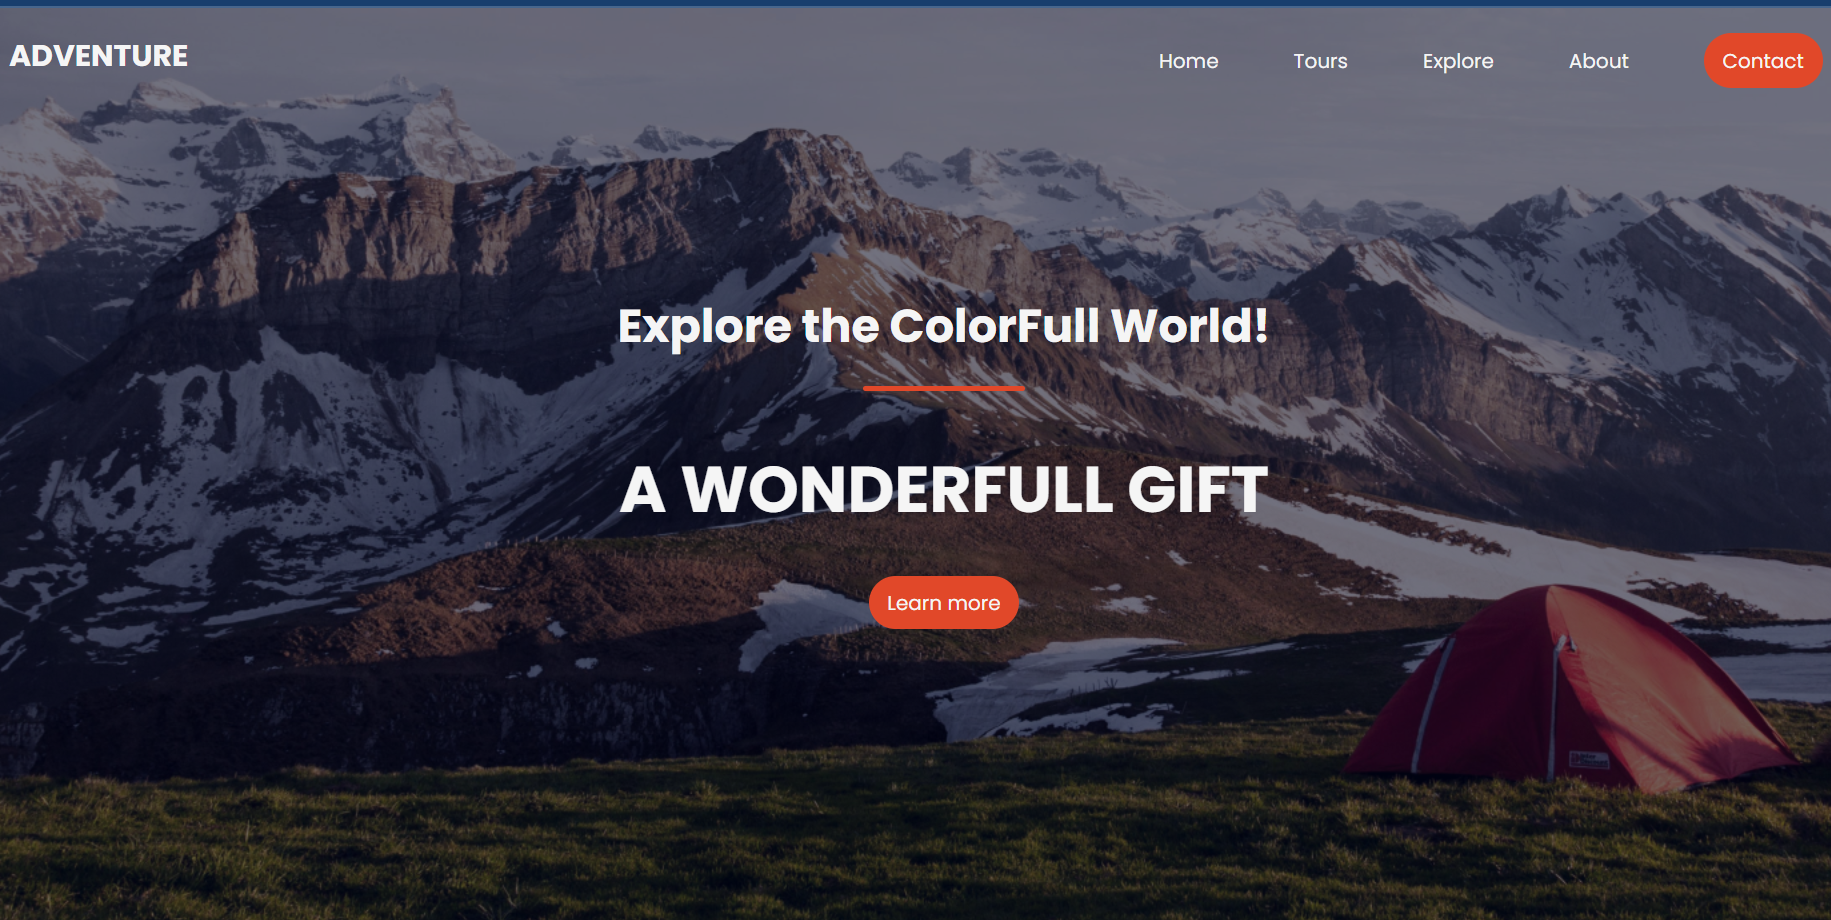 ADVENTURE
Home Tours Explore About Contact
Explore the ColorFull World!
A WONDERFULL GIFT
Learn more